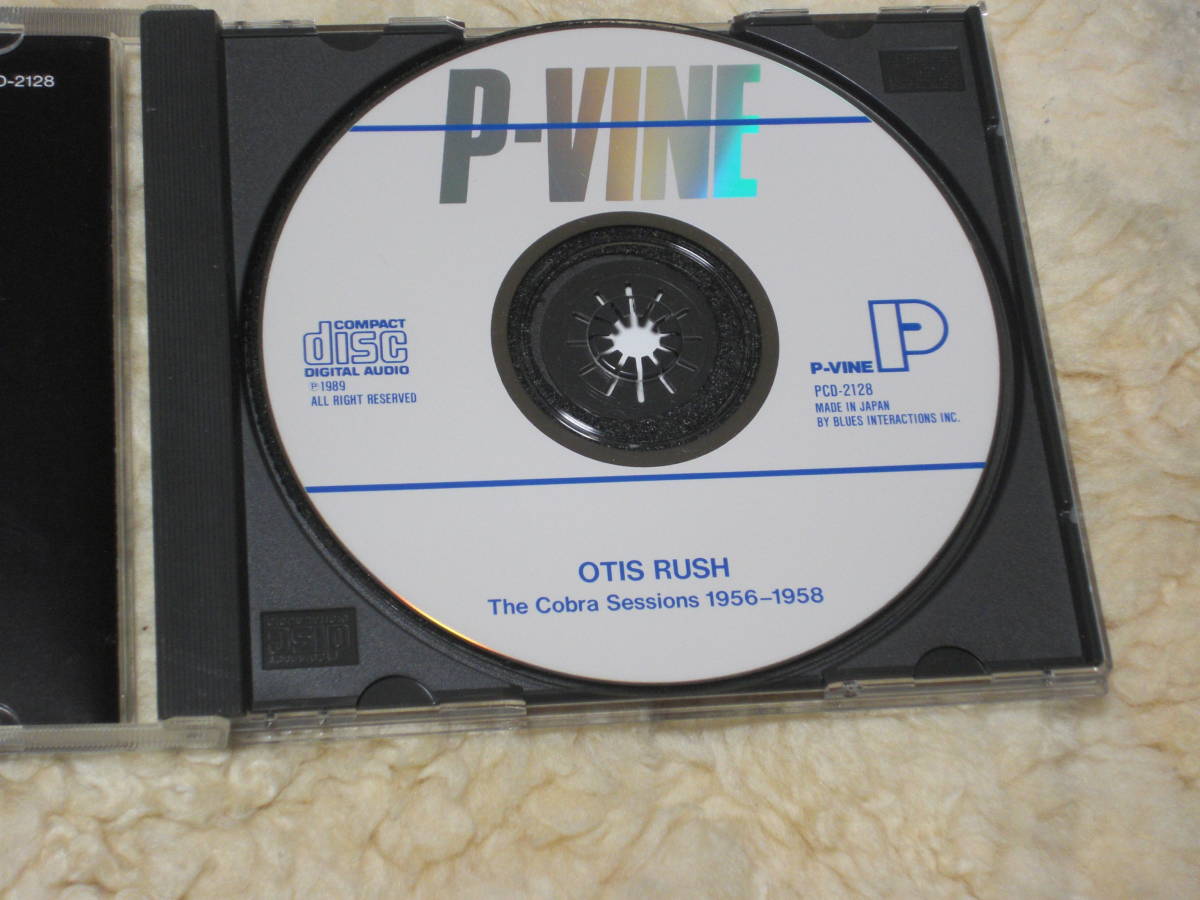 D-2128
P-VINE
COMPACT
disc
DIGITAL AUDIO
℗1989
ALL RIGHT RESERVED
P-VINE
PCD-2128
MADE IN JAPAN
BY BLUES INTERACTIONS INC.
OTIS RUSH
The Cobra Sessions 1956–1958